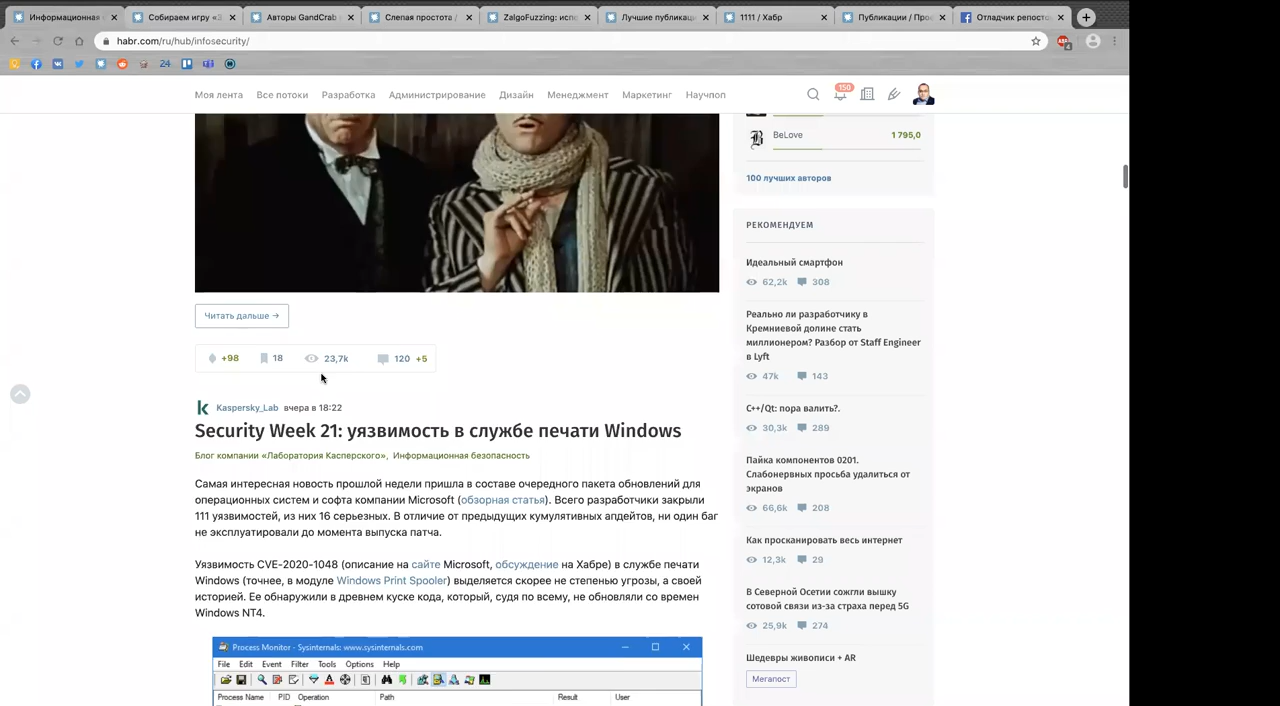 Информационная
Собираем игру «З
Авторы GandCrab
Слепая простота /
ZalgoFuzzing: исп
Лучшие публикац
1111 / Хабр
Публикации / Про
Отладчик репосто
habr.com/ru/hub/infosecurity/
4
24
Моя лента Все потоки Разработка Администрирование Дизайн Менеджмент Маркетинг Научпоп
150
BeLove 1 795,0
100 лучших авторов
Читать дальше →
+98 18 23,7k 120 +5
Kaspersky_Lab вчера в 18:22
Security Week 21: уязвимость в службе печати Windows
Блог компании «Лаборатория Касперского», Информационная безопасность
Самая интересная новость прошлой недели пришла в составе очередного пакета обновлений для
операционных систем и софта компании Microsoft (обзорная статья). Всего разработчики закрыли
111 уязвимостей, из них 16 серьезных. В отличие от предыдущих кумулятивных апдейтов, ни один баг
не эксплуатировали до момента выпуска патча.
Уязвимость CVE-2020-1048 (описание на сайте Microsoft, обсуждение на Хабре) в службе печати
Windows (точнее, в модуле Windows Print Spooler) выделяется скорее не степенью угрозы, а своей
историей. Ее обнаружили в древнем куске кода, который, судя по всему, не обновляли со времен
Windows NT4.
Process Monitor - Sysinternals: www.sysinternals.com
File Edit Event Filter Tools Options Help
Process Name PID Operation Path Result User
РЕКОМЕНДУЕМ
Идеальный смартфон
62,2k 308
Реально ли разработчику в
Кремниевой долине стать
миллионером? Разбор от Staff Engineer
в Lyft
47k 143
C++/Qt: пора валить?.
30,3k 289
Пайка компонентов 0201.
Слабонервных просьба удалиться от
экранов
66,6k 208
Как просканировать весь интернет
12,3k 29
В Северной Осетии сожгли вышку
сотовой связи из-за страха перед 5G
25,9k 274
Шедевры живописи + AR
Мегапост